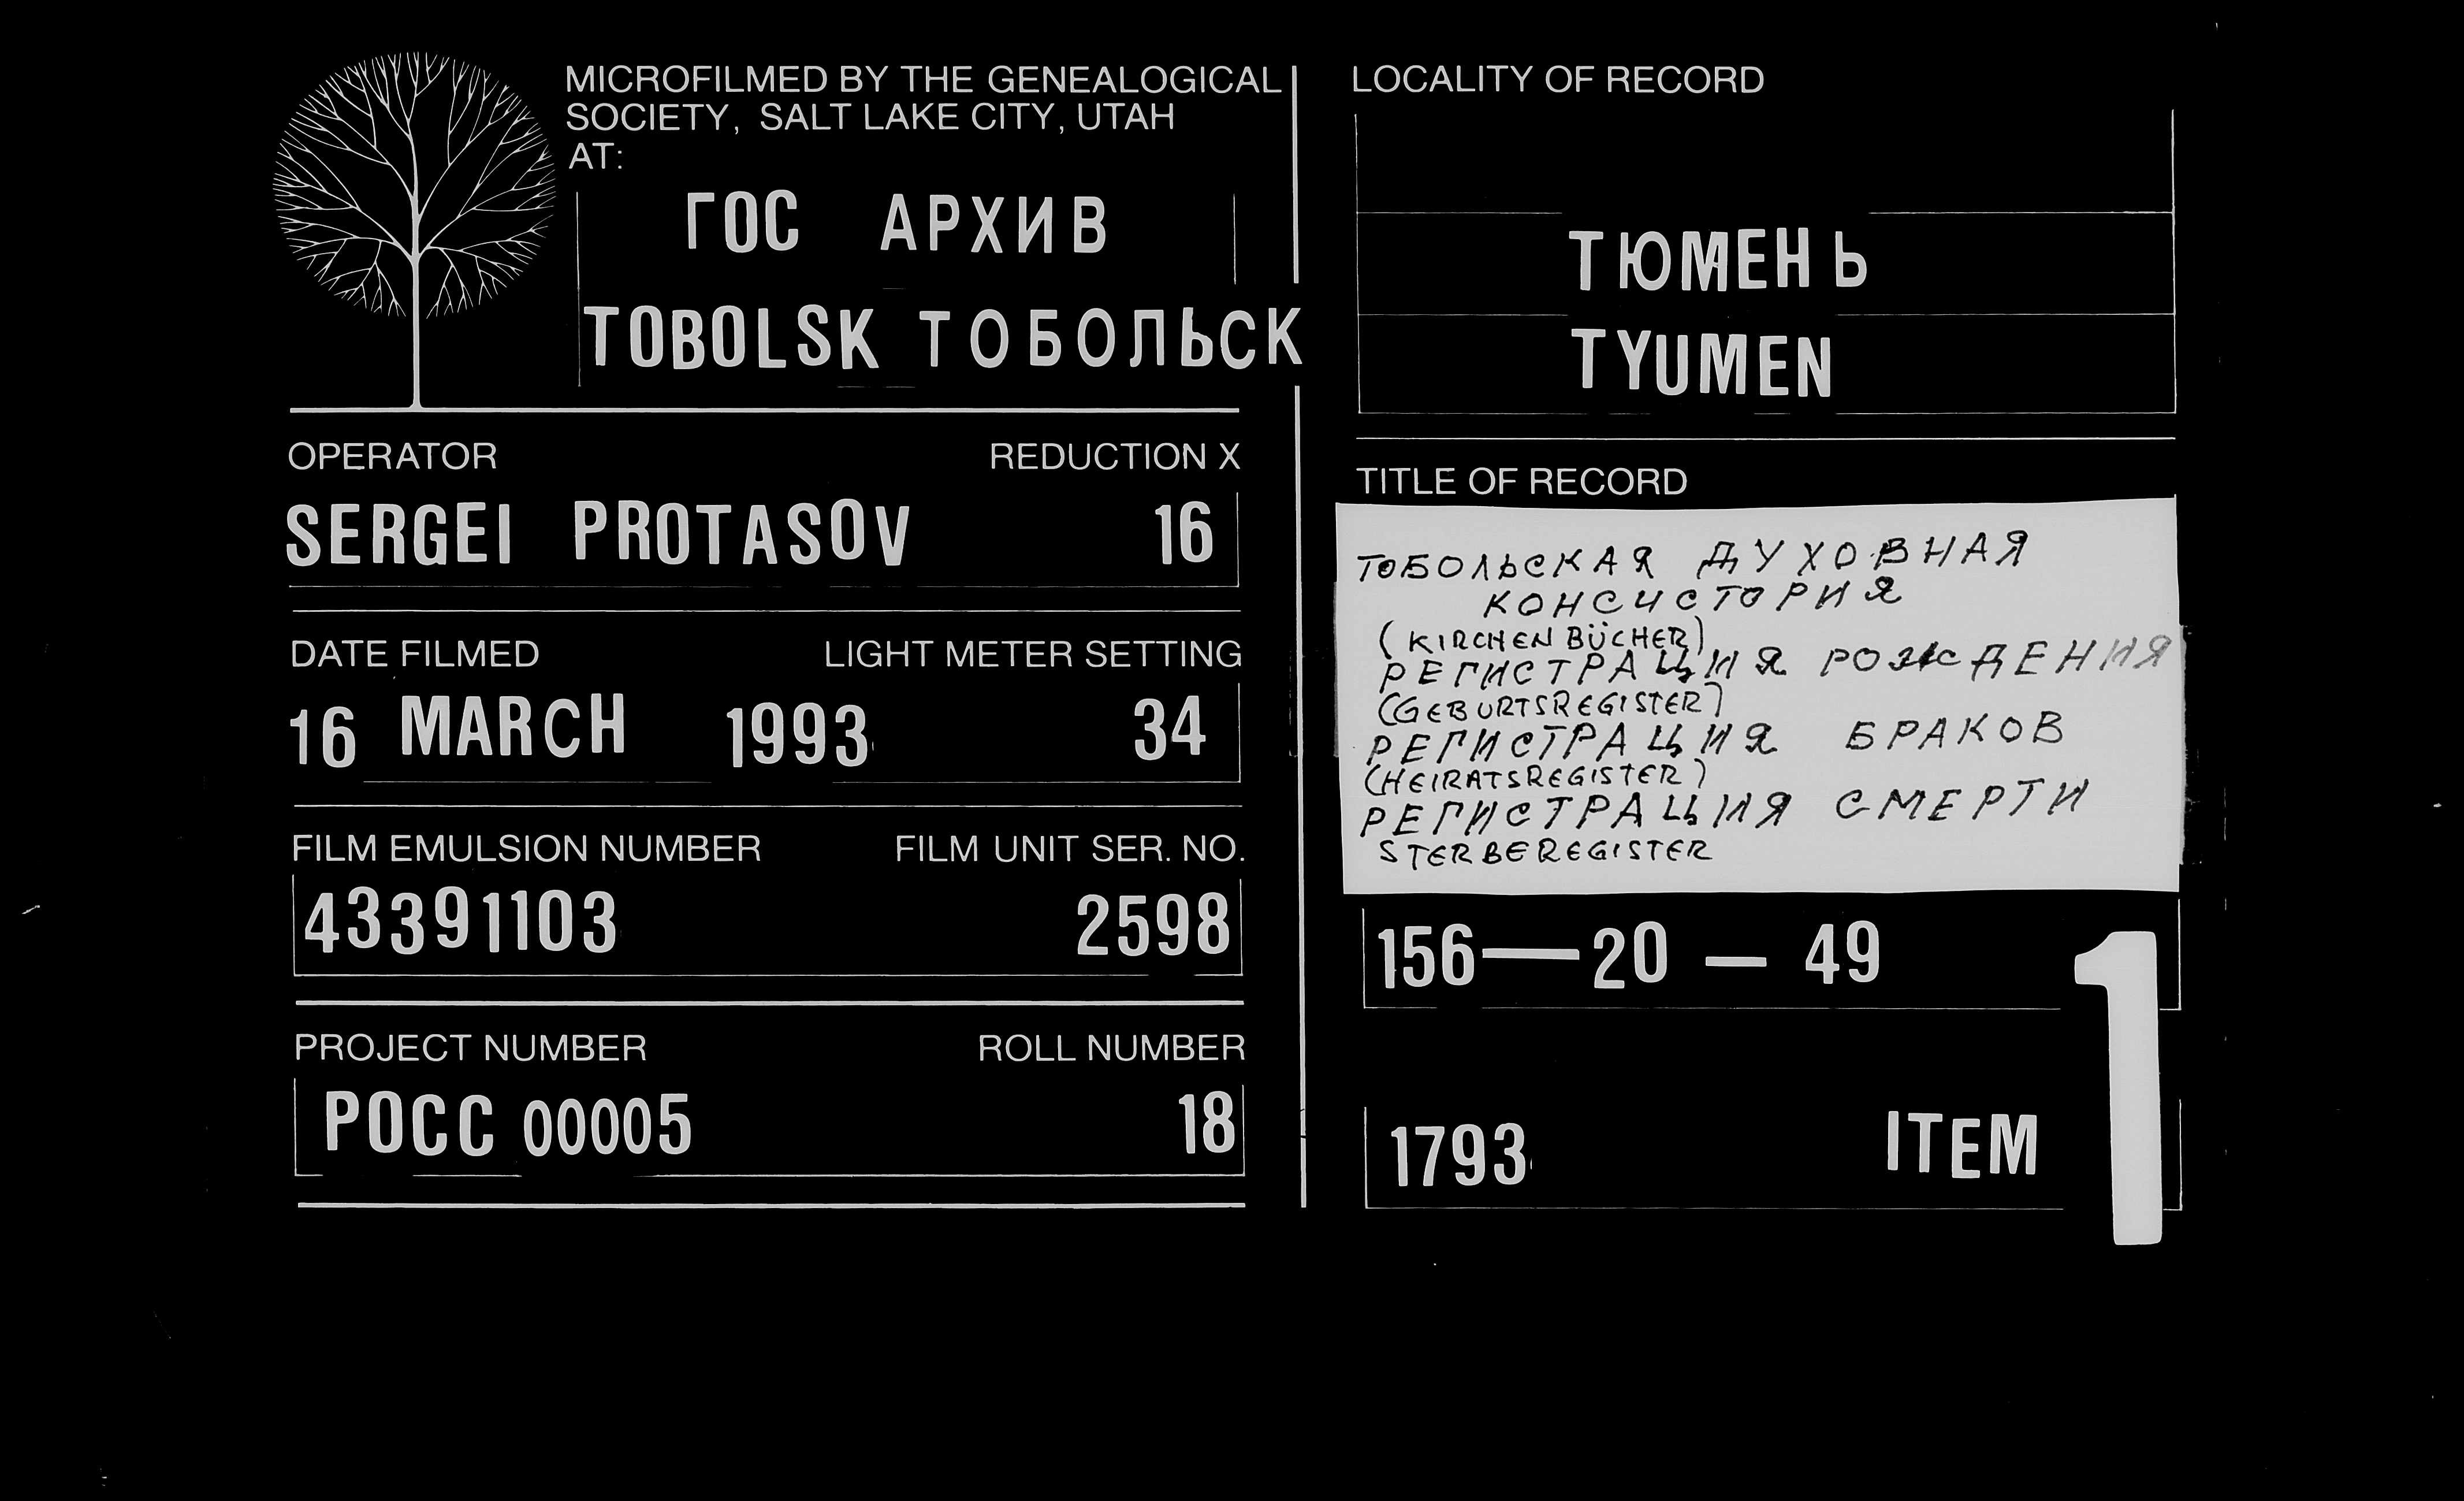 MICROFILMED BY THE GENEALOGICAL
SOCIETY, SALT LAKE CITY, UTAH
AT:
ГОС АРХИВ
TOBOLSK ТОБОЛЬСК
OPERATOR REDUCTION X
SERGEI PROTASOV 16
DATE FILMED LIGHT METER SETTING
16 MARCH 1993 34
FILM EMULSION NUMBER FILM UNIT SER. NO.
43391103 2598
PROJECT NUMBER ROLL NUMBER
РОСС 00005 18
LOCALITY OF RECORD
ТЮМЕНЬ
TYUMEN
TITLE OF RECORD
ТОБОЛЬСКАЯ ДУХОВНАЯ
КОНСИСТОРИЯ
(KIRCHENBÜCHER)
РЕГИСТРАЦИЯ РОЖДЕНИЯ
(GEBURTSREGISTER)
РЕГИСТРАЦИЯ БРАКОВ
(HEIRATSREGISTER)
РЕГИСТРАЦИЯ СМЕРТИ
STERBEREGISTER
156—20 — 49
1793 ITEM 1